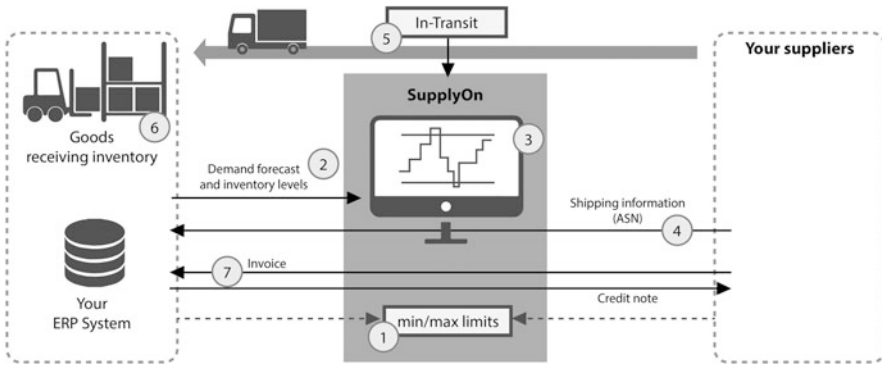 In-Transit
5
Your suppliers
SupplyOn
6
Goods
receiving inventory
3
2
Demand forecast
and inventory levels
Shipping information
(ASN)
4
7
Invoice
Your
ERP System
Credit note
min/max limits
1